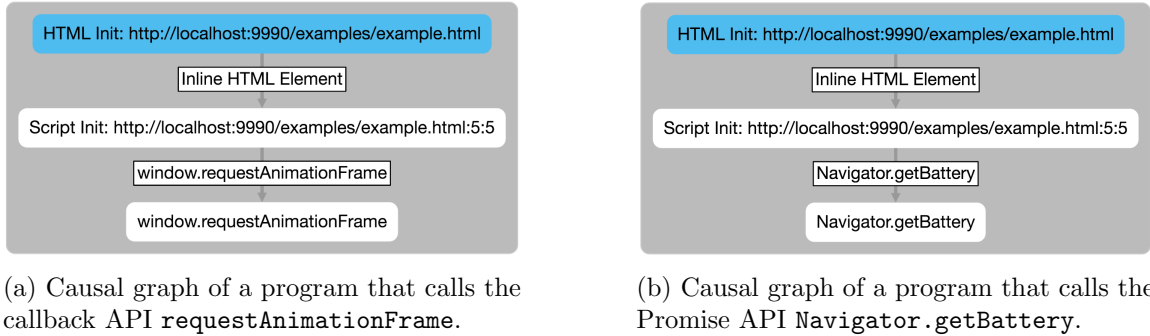 HTML Init: http://localhost:9990/examples/example.html
Inline HTML Element
Script Init: http://localhost:9990/examples/example.html:5:5
window.requestAnimationFrame
window.requestAnimationFrame
(a) Causal graph of a program that calls the
callback API requestAnimationFrame.
HTML Init: http://localhost:9990/examples/example.html
Inline HTML Element
Script Init: http://localhost:9990/examples/example.html:5:5
Navigator.getBattery
Navigator.getBattery
(b) Causal graph of a program that calls the
Promise API Navigator.getBattery.